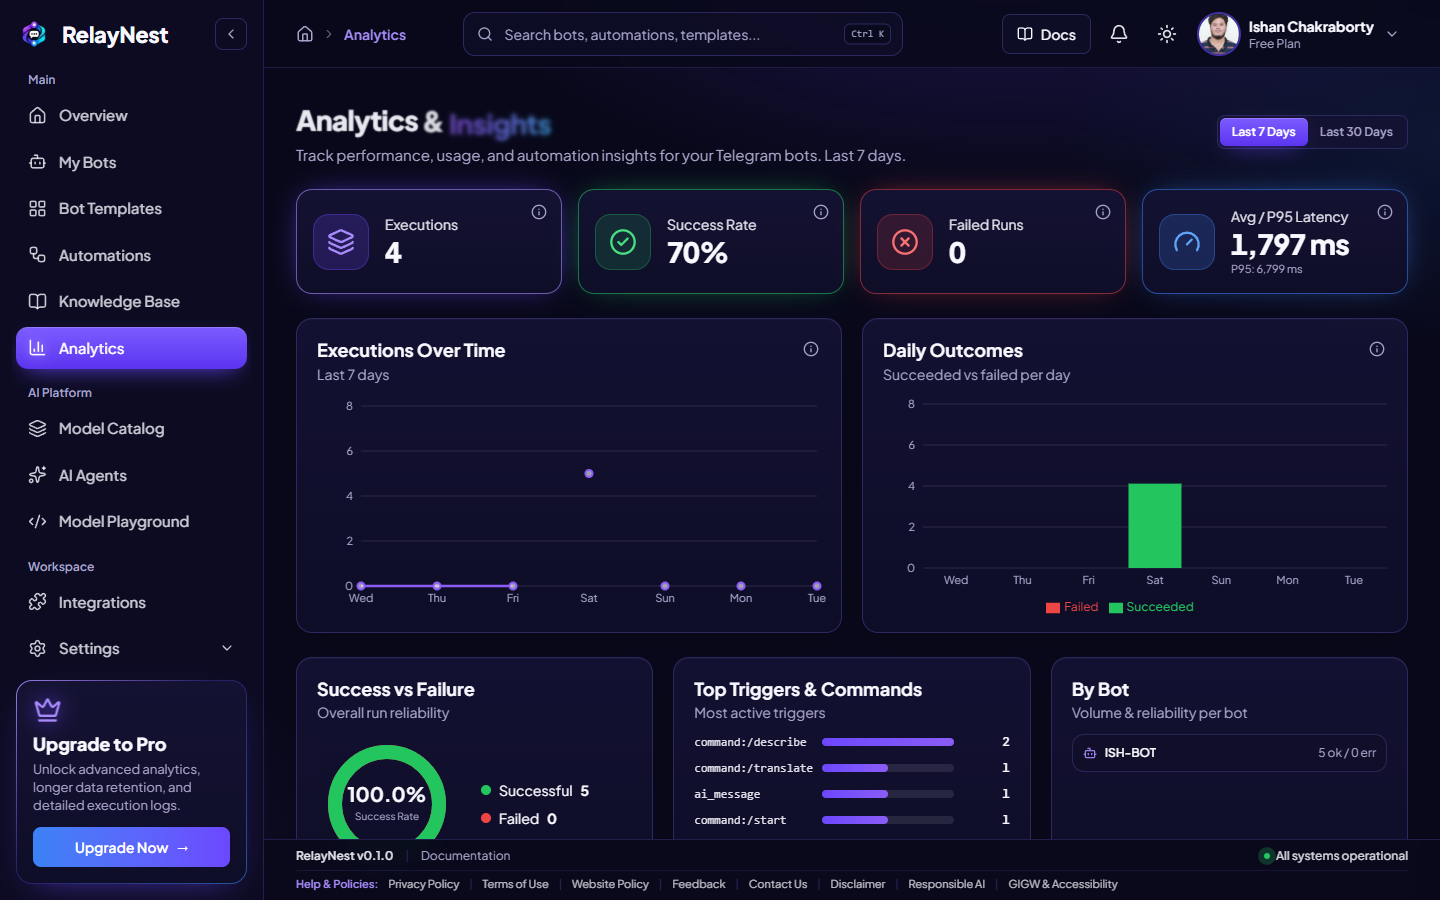 RelayNest
Main
Overview
My Bots
Bot Templates
Automations
Knowledge Base
Analytics
AI Platform
Model Catalog
AI Agents
Model Playground
Workspace
Integrations
Settings
Upgrade to Pro
Unlock advanced analytics,
longer data retention, and
detailed execution logs.
Upgrade Now →
Analytics
Search bots, automations, templates...
Ctrl K
Docs
Ishan Chakraborty
Free Plan
Analytics & Insights
Track performance, usage, and automation insights for your Telegram bots. Last 7 days.
Last 7 Days
Last 30 Days
Executions
4
Success Rate
70%
Failed Runs
0
Avg / P95 Latency
1,797 ms
P95: 6,799 ms
Executions Over Time
Last 7 days
8
6
4
2
0
Wed Thu Fri Sat Sun Mon Tue
Daily Outcomes
Succeeded vs failed per day
8
6
4
2
0
Wed Thu Fri Sat Sun Mon Tue
Failed Succeeded
Success vs Failure
Overall run reliability
100.0%
Success Rate
Successful 5
Failed 0
Top Triggers & Commands
Most active triggers
command:/describe 2
command:/translate 1
ai_message 1
command:/start 1
By Bot
Volume & reliability per bot
ISH-BOT 5 ok / 0 err
RelayNest v0.1.0 Documentation
All systems operational
Help & Policies: Privacy Policy Terms of Use Website Policy Feedback Contact Us Disclaimer Responsible AI GIGW & Accessibility